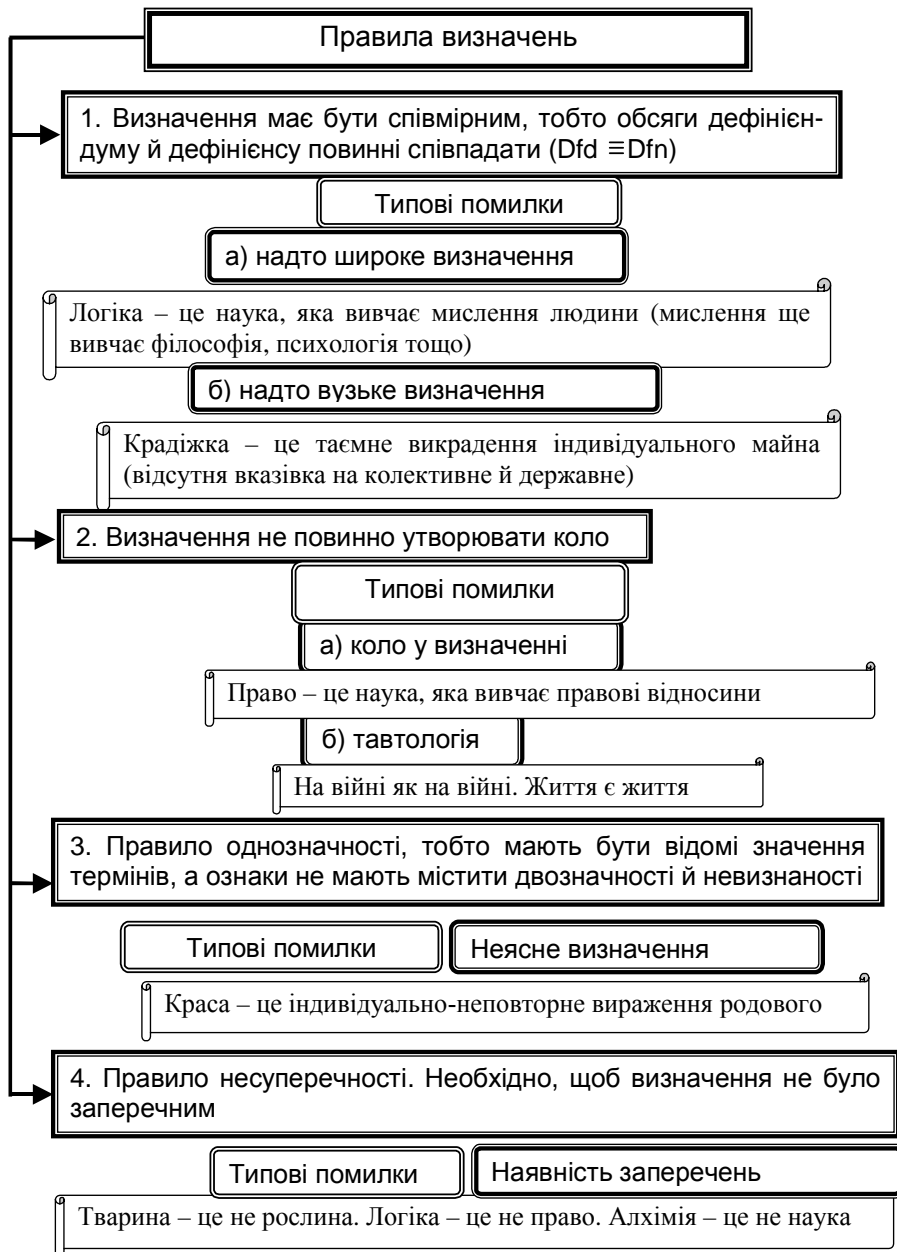 Правила визначень
1. Визначення має бути співмірним, тобто обсяги дефінієн-
думу й дефінієнсу повинні співпадати (Dfd ≡Dfn)
Типові помилки
а) надто широке визначення
Логіка – це наука, яка вивчає мислення людини (мислення ще
вивчає філософія, психологія тощо)
б) надто вузьке визначення
Крадіжка – це таємне викрадення індивідуального майна
(відсутня вказівка на колективне й державне)
2. Визначення не повинно утворювати коло
Типові помилки
а) коло у визначенні
Право – це наука, яка вивчає правові відносини
б) тавтологія
На війні як на війні. Життя є життя
3. Правило однозначності, тобто мають бути відомі значення
термінів, а ознаки не мають містити двозначності й невизнаності
Типові помилки
Неясне визначення
Краса – це індивідуально-неповторне вираження родового
4. Правило несуперечності. Необхідно, щоб визначення не було
заперечним
Типові помилки
Наявність заперечень
Тварина – це не рослина. Логіка – це не право. Алхімія – це не наука